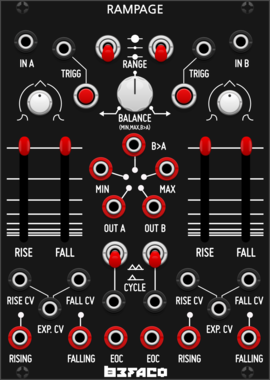 RAMPAGE
IN A
IN B
TRIGG
RANGE
TRIGG
BALANCE
(MIN,MAX,B>A)
B>A
MIN
MAX
OUT A
OUT B
RISE
FALL
RISE
FALL
CYCLE
RISE CV
FALL CV
RISE CV
FALL CV
EXP. CV
EXP. CV
RISING
FALLING
EOC
EOC
RISING
FALLING
BEFACO